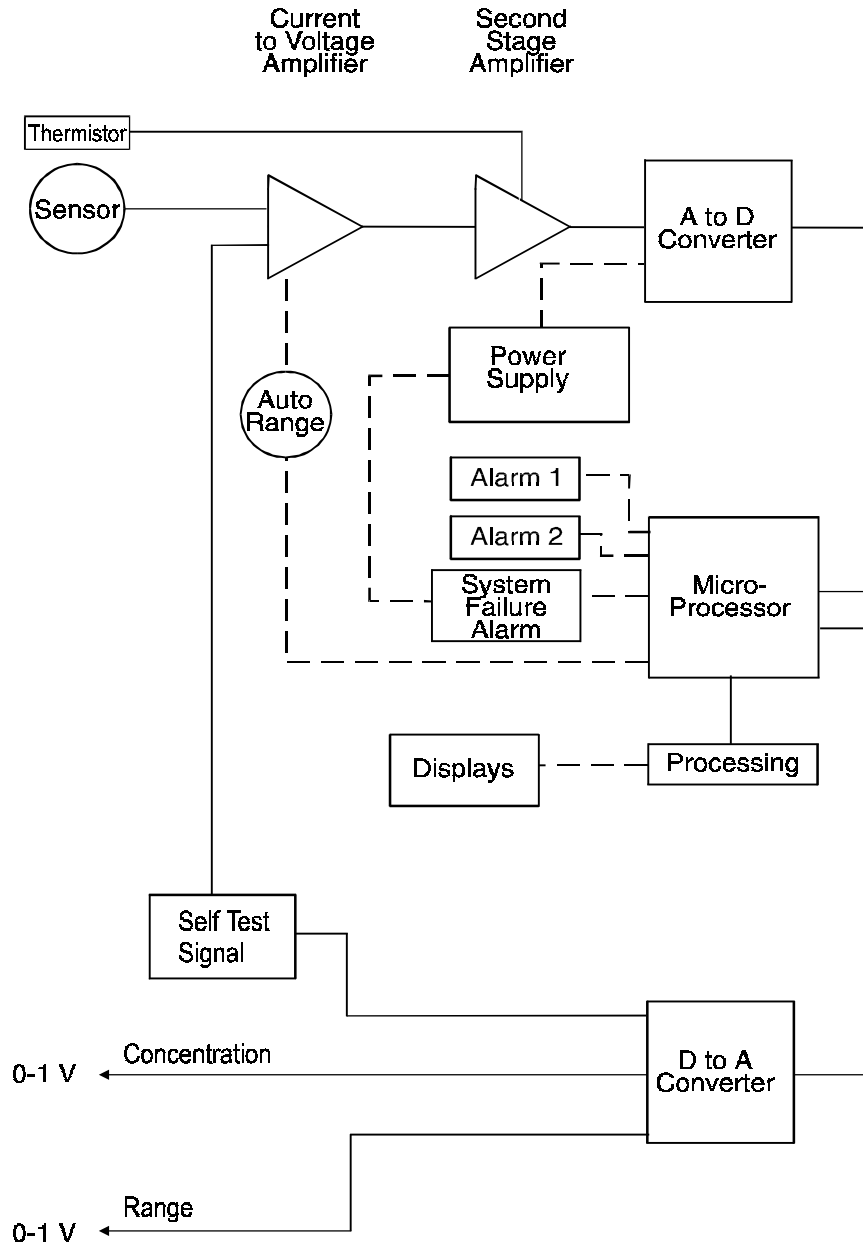 Current
to Voltage
Amplifier
Second
Stage
Amplifier
Thermistor
Sensor
A to D
Converter
Power
Supply
Auto
Range
Alarm 1
Alarm 2
System
Failure
Alarm
Micro-
Processor
Displays
Processing
Self Test
Signal
Concentration
0-1 V
D to A
Converter
Range
0-1 V